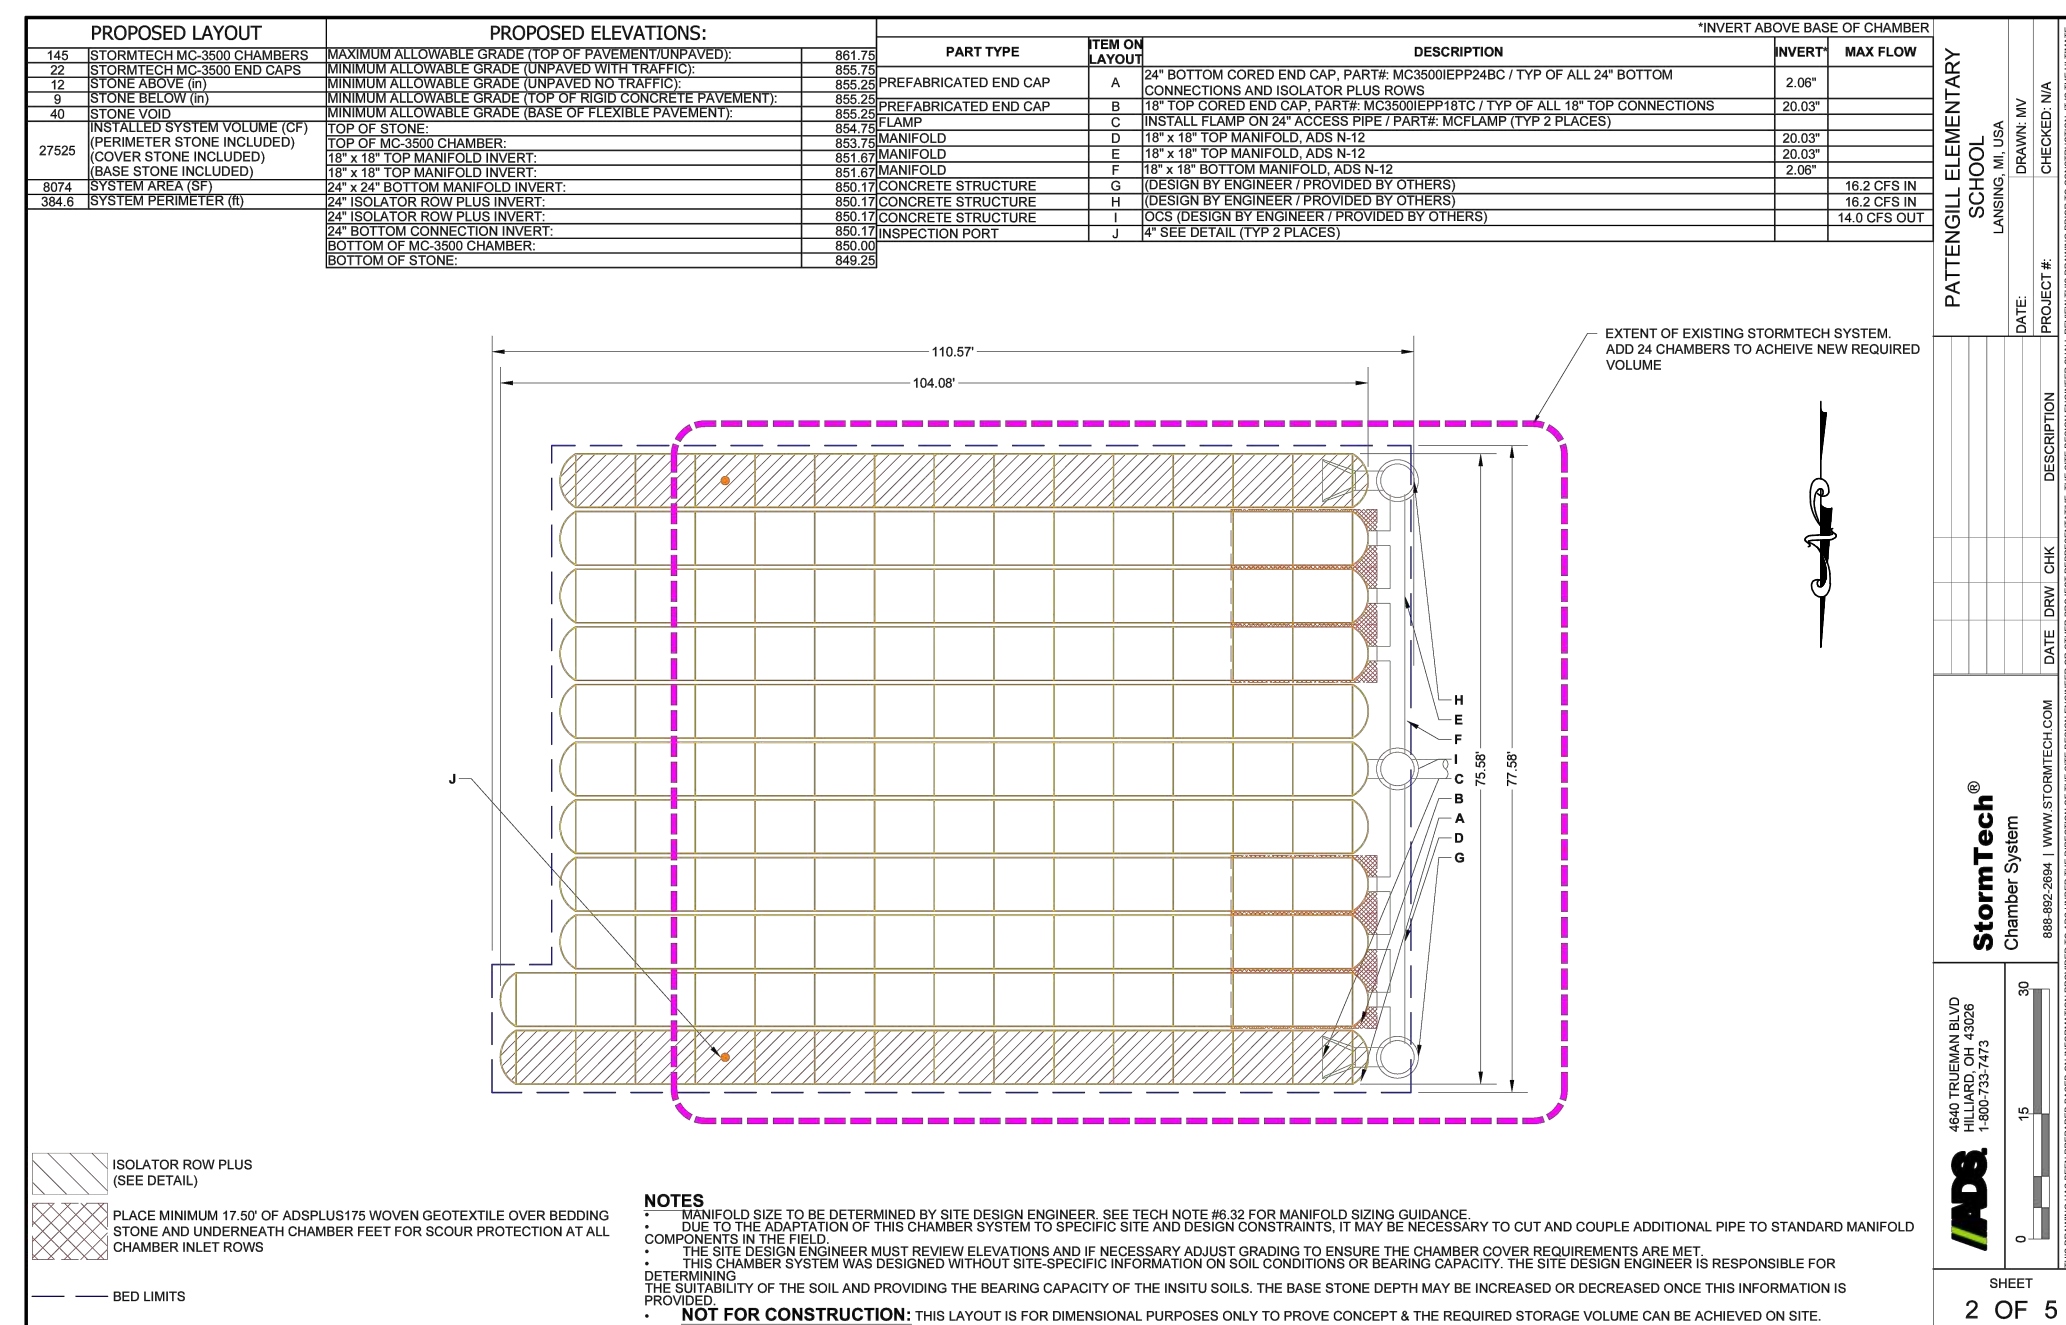 PROPOSED LAYOUT
145 STORMTECH MC-3500 CHAMBERS
22 STORMTECH MC-3500 END CAPS
12 STONE ABOVE (in)
9 STONE BELOW (in)
40 STONE VOID
27525 INSTALLED SYSTEM VOLUME (CF)
(PERIMETER STONE INCLUDED)
(COVER STONE INCLUDED)
(BASE STONE INCLUDED)
8074 SYSTEM AREA (SF)
384.6 SYSTEM PERIMETER (ft)
PROPOSED ELEVATIONS:
MAXIMUM ALLOWABLE GRADE (TOP OF PAVEMENT/UNPAVED): 861.75
MINIMUM ALLOWABLE GRADE (UNPAVED WITH TRAFFIC): 855.75
MINIMUM ALLOWABLE GRADE (UNPAVED NO TRAFFIC): 855.25
MINIMUM ALLOWABLE GRADE (TOP OF RIGID CONCRETE PAVEMENT): 855.25
MINIMUM ALLOWABLE GRADE (BASE OF FLEXIBLE PAVEMENT): 855.25
TOP OF STONE: 854.75
TOP OF MC-3500 CHAMBER: 853.75
18" x 18" TOP MANIFOLD INVERT: 851.67
18" x 18" TOP MANIFOLD INVERT: 851.67
24" x 24" BOTTOM MANIFOLD INVERT: 850.17
24" ISOLATOR ROW PLUS INVERT: 850.17
24" ISOLATOR ROW PLUS INVERT: 850.17
24" BOTTOM CONNECTION INVERT: 850.17
BOTTOM OF MC-3500 CHAMBER: 850.00
BOTTOM OF STONE: 849.25
*INVERT ABOVE BASE OF CHAMBER
PART TYPE ITEM ON LAYOUT DESCRIPTION INVERT* MAX FLOW
PREFABRICATED END CAP A 24" BOTTOM CORED END CAP, PART#: MC3500IEPP24BC / TYP OF ALL 24" BOTTOM 2.06"
CONNECTIONS AND ISOLATOR PLUS ROWS
PREFABRICATED END CAP B 18" TOP CORED END CAP, PART#: MC3500IEPP18TC / TYP OF ALL 18" TOP CONNECTIONS 20.03"
FLAMP C INSTALL FLAMP ON 24" ACCESS PIPE / PART#: MCFLAMP (TYP 2 PLACES)
MANIFOLD D 18" x 18" TOP MANIFOLD, ADS N-12 20.03"
MANIFOLD E 18" x 18" TOP MANIFOLD, ADS N-12 20.03"
MANIFOLD F 18" x 18" BOTTOM MANIFOLD, ADS N-12 2.06"
CONCRETE STRUCTURE G (DESIGN BY ENGINEER / PROVIDED BY OTHERS) 16.2 CFS IN
CONCRETE STRUCTURE H (DESIGN BY ENGINEER / PROVIDED BY OTHERS) 16.2 CFS IN
CONCRETE STRUCTURE I OCS (DESIGN BY ENGINEER / PROVIDED BY OTHERS) 14.0 CFS OUT
INSPECTION PORT J 4" SEE DETAIL (TYP 2 PLACES)
EXTENT OF EXISTING STORMTECH SYSTEM.
ADD 24 CHAMBERS TO ACHEIVE NEW REQUIRED
VOLUME
110.57'
104.08'
H
E
F
I
C
B
A
D
G
J
75.58'
77.58'
ISOLATOR ROW PLUS
(SEE DETAIL)
PLACE MINIMUM 17.50' OF ADSPLUS175 WOVEN GEOTEXTILE OVER BEDDING
STONE AND UNDERNEATH CHAMBER FEET FOR SCOUR PROTECTION AT ALL
CHAMBER INLET ROWS
BED LIMITS
NOTES
• MANIFOLD SIZE TO BE DETERMINED BY SITE DESIGN ENGINEER. SEE TECH NOTE #6.32 FOR MANIFOLD SIZING GUIDANCE.
• DUE TO THE ADAPTATION OF THIS CHAMBER SYSTEM TO SPECIFIC SITE AND DESIGN CONSTRAINTS, IT MAY BE NECESSARY TO CUT AND COUPLE ADDITIONAL PIPE TO STANDARD MANIFOLD
COMPONENTS IN THE FIELD.
• THE SITE DESIGN ENGINEER MUST REVIEW ELEVATIONS AND IF NECESSARY ADJUST GRADING TO ENSURE THE CHAMBER COVER REQUIREMENTS ARE MET.
• THIS CHAMBER SYSTEM WAS DESIGNED WITHOUT SITE-SPECIFIC INFORMATION ON SOIL CONDITIONS OR BEARING CAPACITY. THE SITE DESIGN ENGINEER IS RESPONSIBLE FOR
DETERMINING
THE SUITABILITY OF THE SOIL AND PROVIDING THE BEARING CAPACITY OF THE INSITU SOILS. THE BASE STONE DEPTH MAY BE INCREASED OR DECREASED ONCE THIS INFORMATION IS
PROVIDED.
• NOT FOR CONSTRUCTION: THIS LAYOUT IS FOR DIMENSIONAL PURPOSES ONLY TO PROVE CONCEPT & THE REQUIRED STORAGE VOLUME CAN BE ACHIEVED ON SITE.
PATTENGILL ELEMENTARY
SCHOOL
LANSING, MI, USA
DATE: DRAWN: MV
PROJECT #: CHECKED: N/A
DATE DRW CHK DESCRIPTION
StormTech®
Chamber System
888-892-2694 | WWW.STORMTECH.COM
4640 TRUEMAN BLVD
HILLIARD, OH 43026
1-800-733-7473
ADS
0 15 30
SHEET
2 OF 5